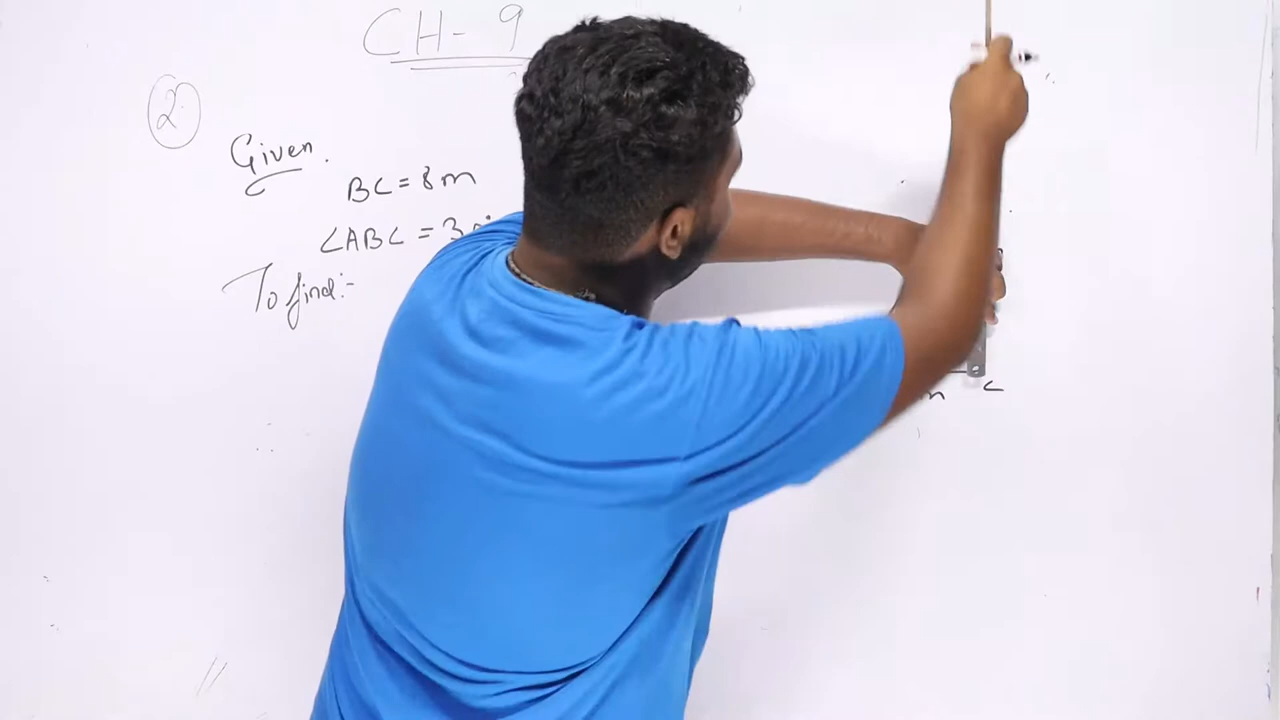 CH- 9
2.
Given.
BC = 8m
∠ABC = 3
To find:-
m C